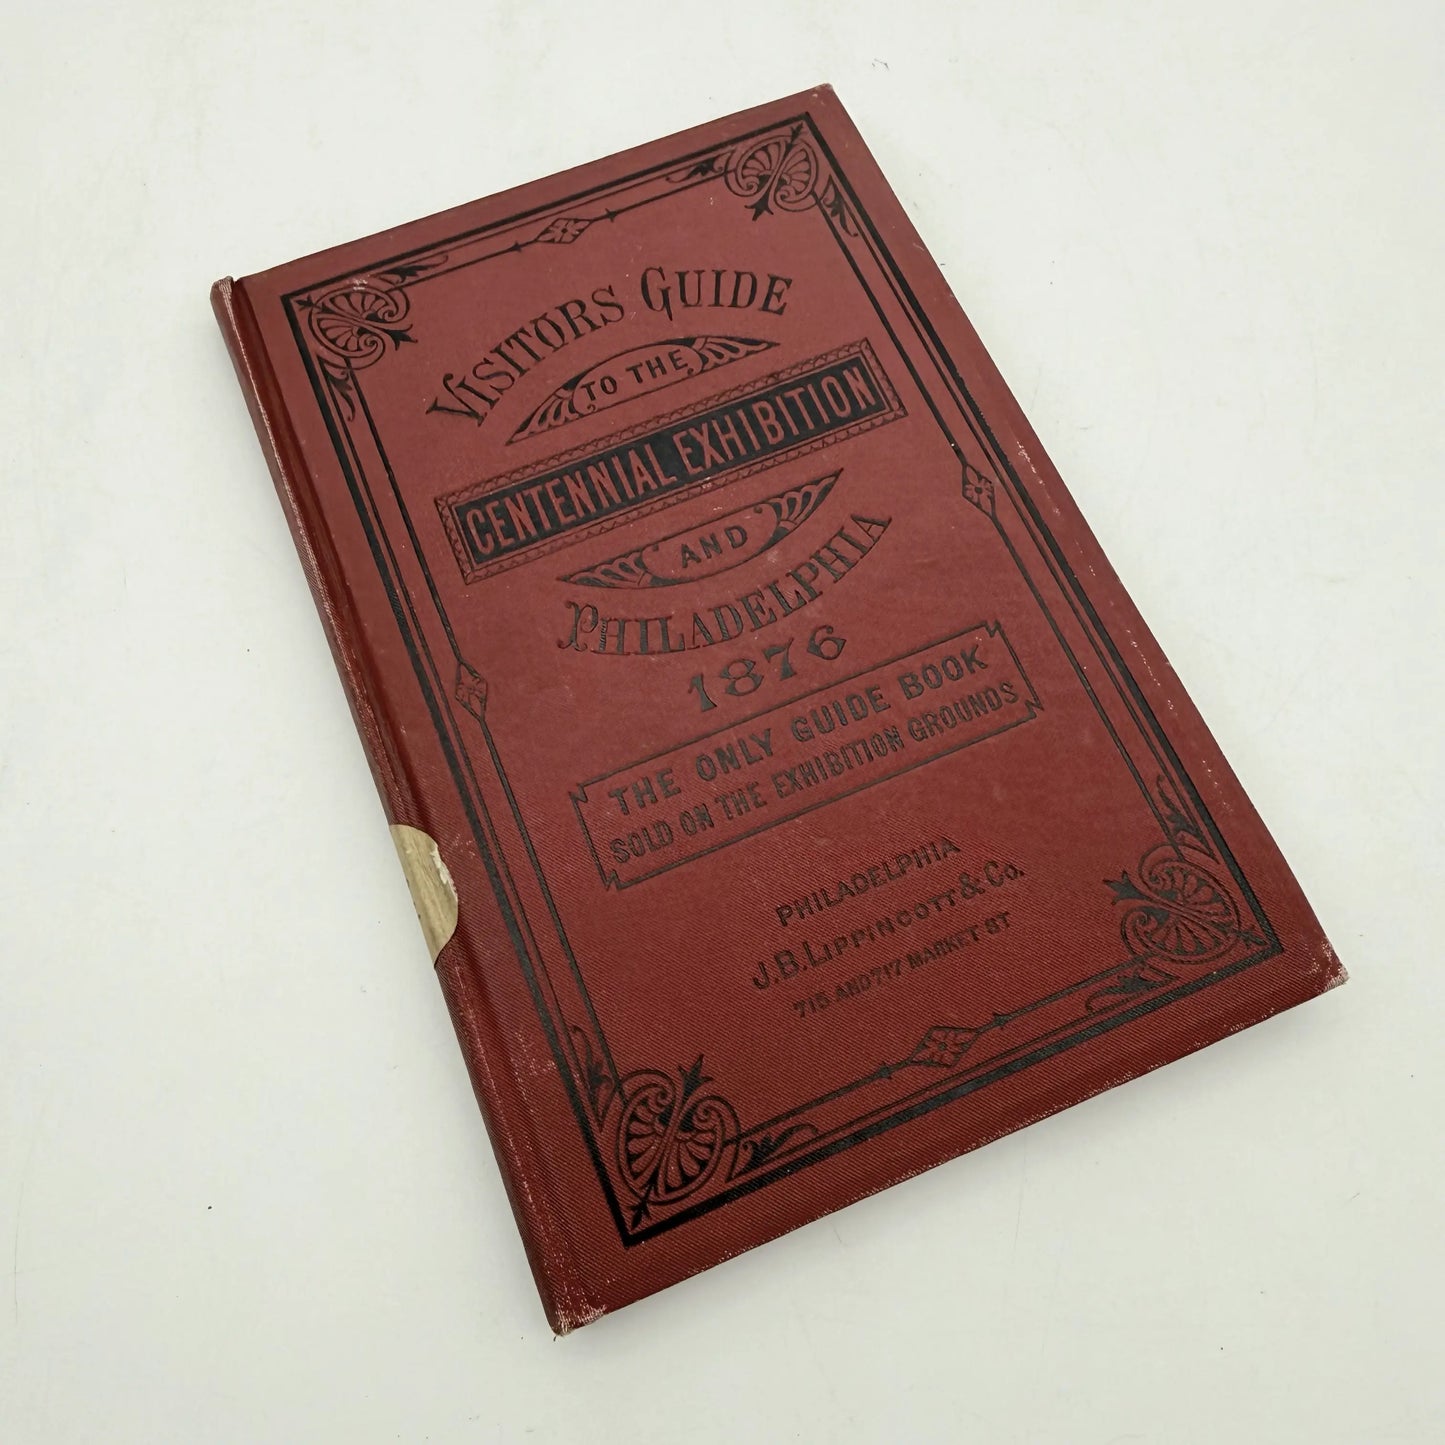 VISITORS GUIDE
TO THE
CENTENNIAL EXHIBITION
AND
PHILADELPHIA
1876
THE ONLY GUIDE BOOK
SOLD ON THE EXHIBITION GROUNDS
PHILADELPHIA
J.B. LIPPINCOTT & Co.
715 AND 717 MARKET ST